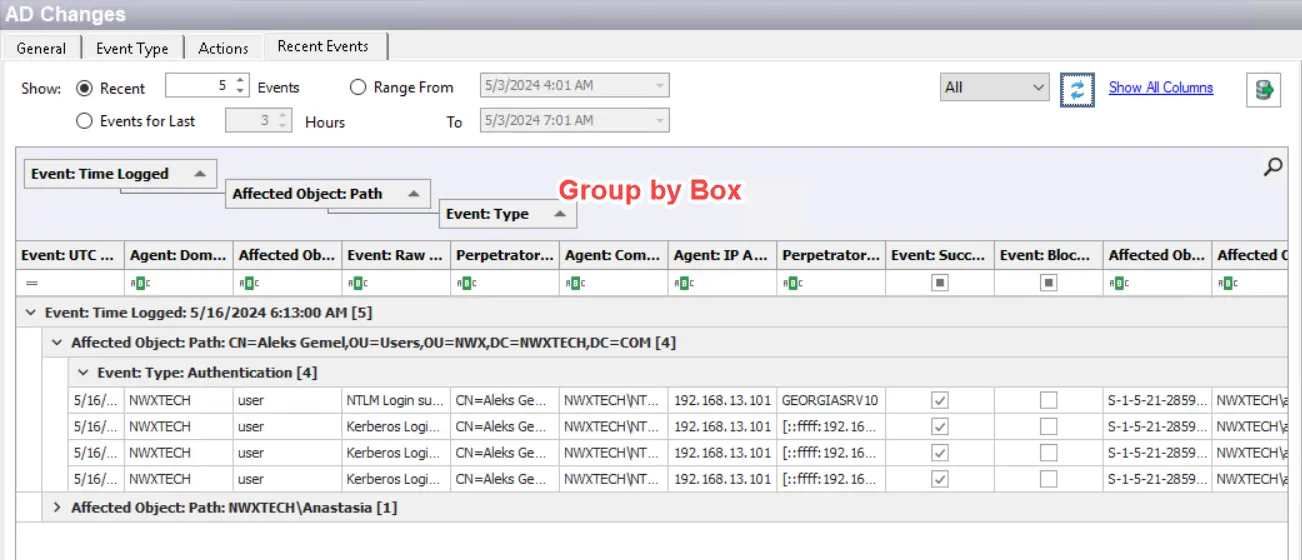 AD Changes
General Event Type Actions Recent Events
Show: Recent 5 Events Range From 5/3/2024 4:01 AM All Show All Columns
Events for Last 3 Hours To 5/3/2024 7:01 AM
Event: Time Logged
Affected Object: Path
Group by Box
Event: Type
Event: UTC ... Agent: Dom... Affected Ob... Event: Raw ... Perpetrator... Agent: Com... Agent: IP A... Perpetrator... Event: Succ... Event: Bloc... Affected Ob... Affected O
= ABC ABC ABC ABC ABC ABC ABC ABC ABC
Event: Time Logged: 5/16/2024 6:13:00 AM [5]
Affected Object: Path: CN=Aleks Gemel,OU=Users,OU=NWX,DC=NWXTECH,DC=COM [4]
Event: Type: Authentication [4]
5/16/... NWXTECH user NTLM Login su... CN=Aleks Ge... NWXTECH\NT... 192.168.13.101 GEORGIASRV10 S-1-5-21-2859... NWXTECH\a
5/16/... NWXTECH user Kerberos Logi... CN=Aleks Ge... NWXTECH\NT... 192.168.13.101 [::ffff:192.16... S-1-5-21-2859... NWXTECH\a
5/16/... NWXTECH user Kerberos Logi... CN=Aleks Ge... NWXTECH\NT... 192.168.13.101 [::ffff:192.16... S-1-5-21-2859... NWXTECH\a
5/16/... NWXTECH user Kerberos Logi... CN=Aleks Ge... NWXTECH\NT... 192.168.13.101 [::ffff:192.16... S-1-5-21-2859... NWXTECH\a
Affected Object: Path: NWXTECH\Anastasia [1]